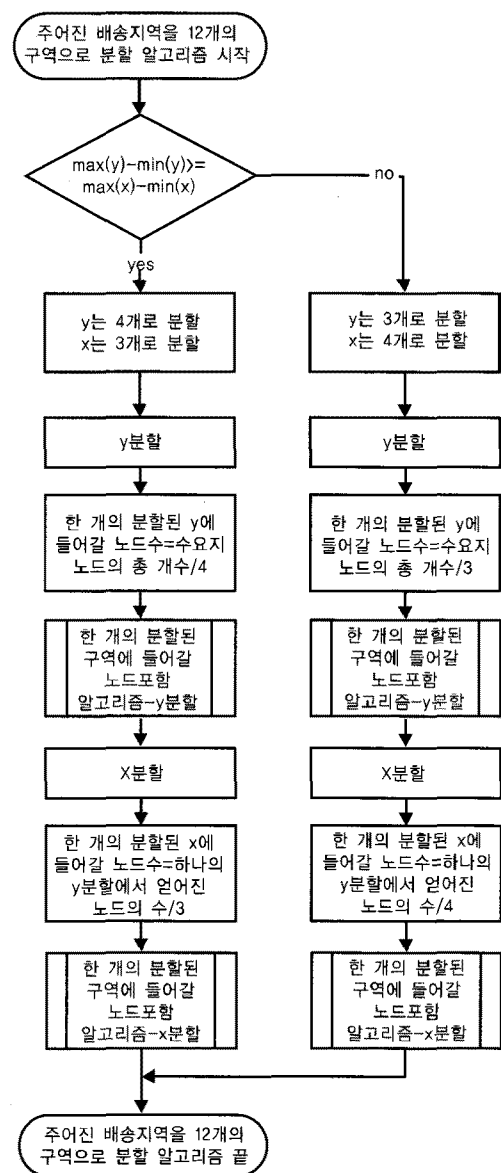 주어진 배송지역을 12개의
구역으로 분할 알고리즘 시작
max(y)-min(y)>=
max(x)-min(x)
no
yes
y는 4개로 분할
x는 3개로 분할
y분할
한 개의 분할된 y에
들어갈 노드수=수요지
노드의 총 개수/4
한 개의 분할된
구역에 들어갈
노드포함
알고리즘-y분할
X분할
한 개의 분할된 x에
들어갈 노드수=하나의
y분할에서 얻어진
노드의 수/3
한 개의 분할된
구역에 들어갈
노드포함
알고리즘-x분할
y는 3개로 분할
x는 4개로 분할
y분할
한 개의 분할된 y에
들어갈 노드수=수요지
노드의 총 개수/3
한 개의 분할된
구역에 들어갈
노드포함
알고리즘-y분할
X분할
한 개의 분할된 x에
들어갈 노드수=하나의
y분할에서 얻어진
노드의 수/4
한 개의 분할된
구역에 들어갈
노드포함
알고리즘-x분할
주어진 배송지역을 12개의
구역으로 분할 알고리즘 끝